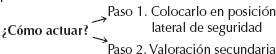 Paso 1. Colocarlo en posición
lateral de seguridad
¿Cómo actuar?
Paso 2. Valoración secundaria